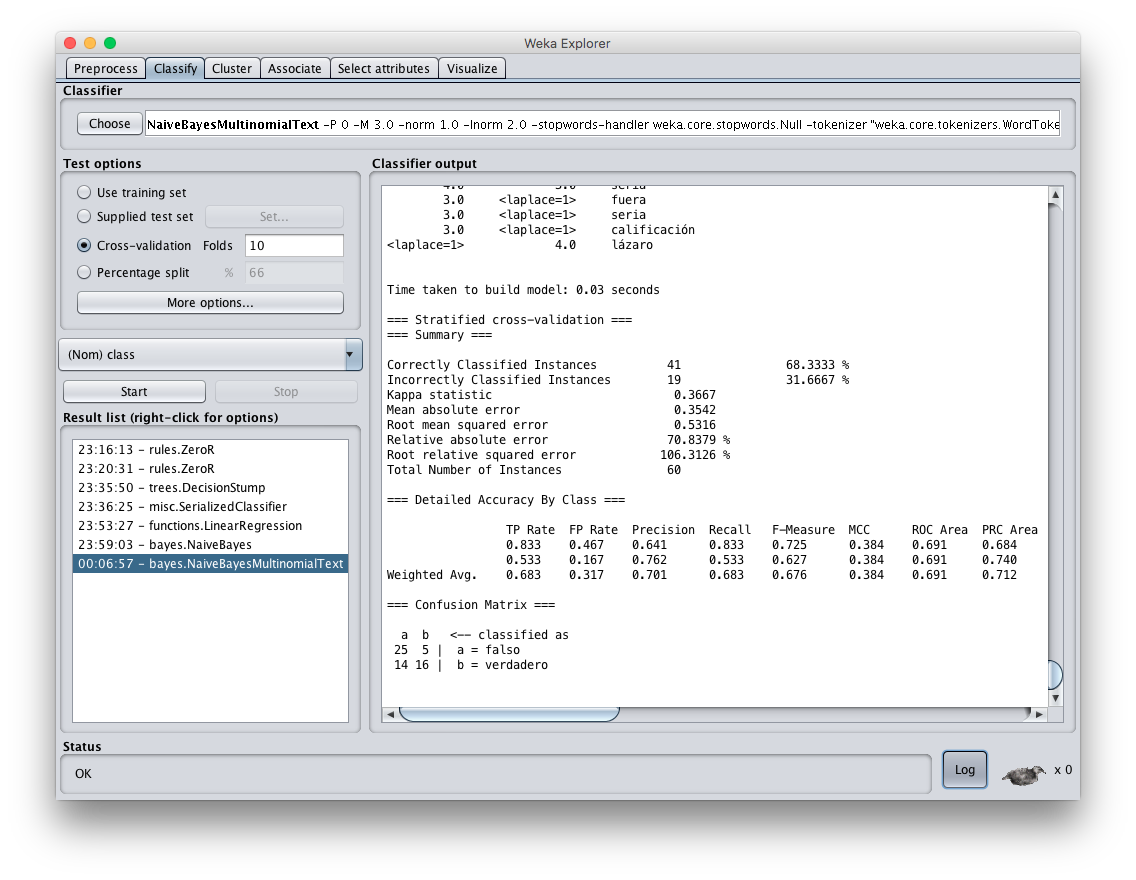 Weka Explorer
Preprocess Classify Cluster Associate Select attributes Visualize
Classifier
Choose NaiveBayesMultinomialText -P 0 -M 3.0 -norm 1.0 -lnorm 2.0 -stopwords-handler weka.core.stopwords.Null -tokenizer "weka.core.tokenizers.WordToke
Test options
Use training set
Supplied test set Set...
Cross-validation Folds 10
Percentage split % 66
More options...
(Nom) class
Start Stop
Result list (right-click for options)
23:16:13 - rules.ZeroR
23:20:31 - rules.ZeroR
23:35:50 - trees.DecisionStump
23:36:25 - misc.SerializedClassifier
23:53:27 - functions.LinearRegression
23:59:03 - bayes.NaiveBayes
00:06:57 - bayes.NaiveBayesMultinomialText
Classifier output
3.0 <laplace=1> fuera
3.0 <laplace=1> seria
3.0 <laplace=1> calificación
<laplace=1> 4.0 lázaro
Time taken to build model: 0.03 seconds
=== Stratified cross-validation ===
=== Summary ===
Correctly Classified Instances 41 68.3333 %
Incorrectly Classified Instances 19 31.6667 %
Kappa statistic 0.3667
Mean absolute error 0.3542
Root mean squared error 0.5316
Relative absolute error 70.8379 %
Root relative squared error 106.3126 %
Total Number of Instances 60
=== Detailed Accuracy By Class ===
TP Rate FP Rate Precision Recall F-Measure MCC ROC Area PRC Area
0.833 0.467 0.641 0.833 0.725 0.384 0.691 0.684
0.533 0.167 0.762 0.533 0.627 0.384 0.691 0.740
Weighted Avg. 0.683 0.317 0.701 0.683 0.676 0.384 0.691 0.712
=== Confusion Matrix ===
a b <-- classified as
25 5 | a = falso
14 16 | b = verdadero
Status
OK
Log x 0